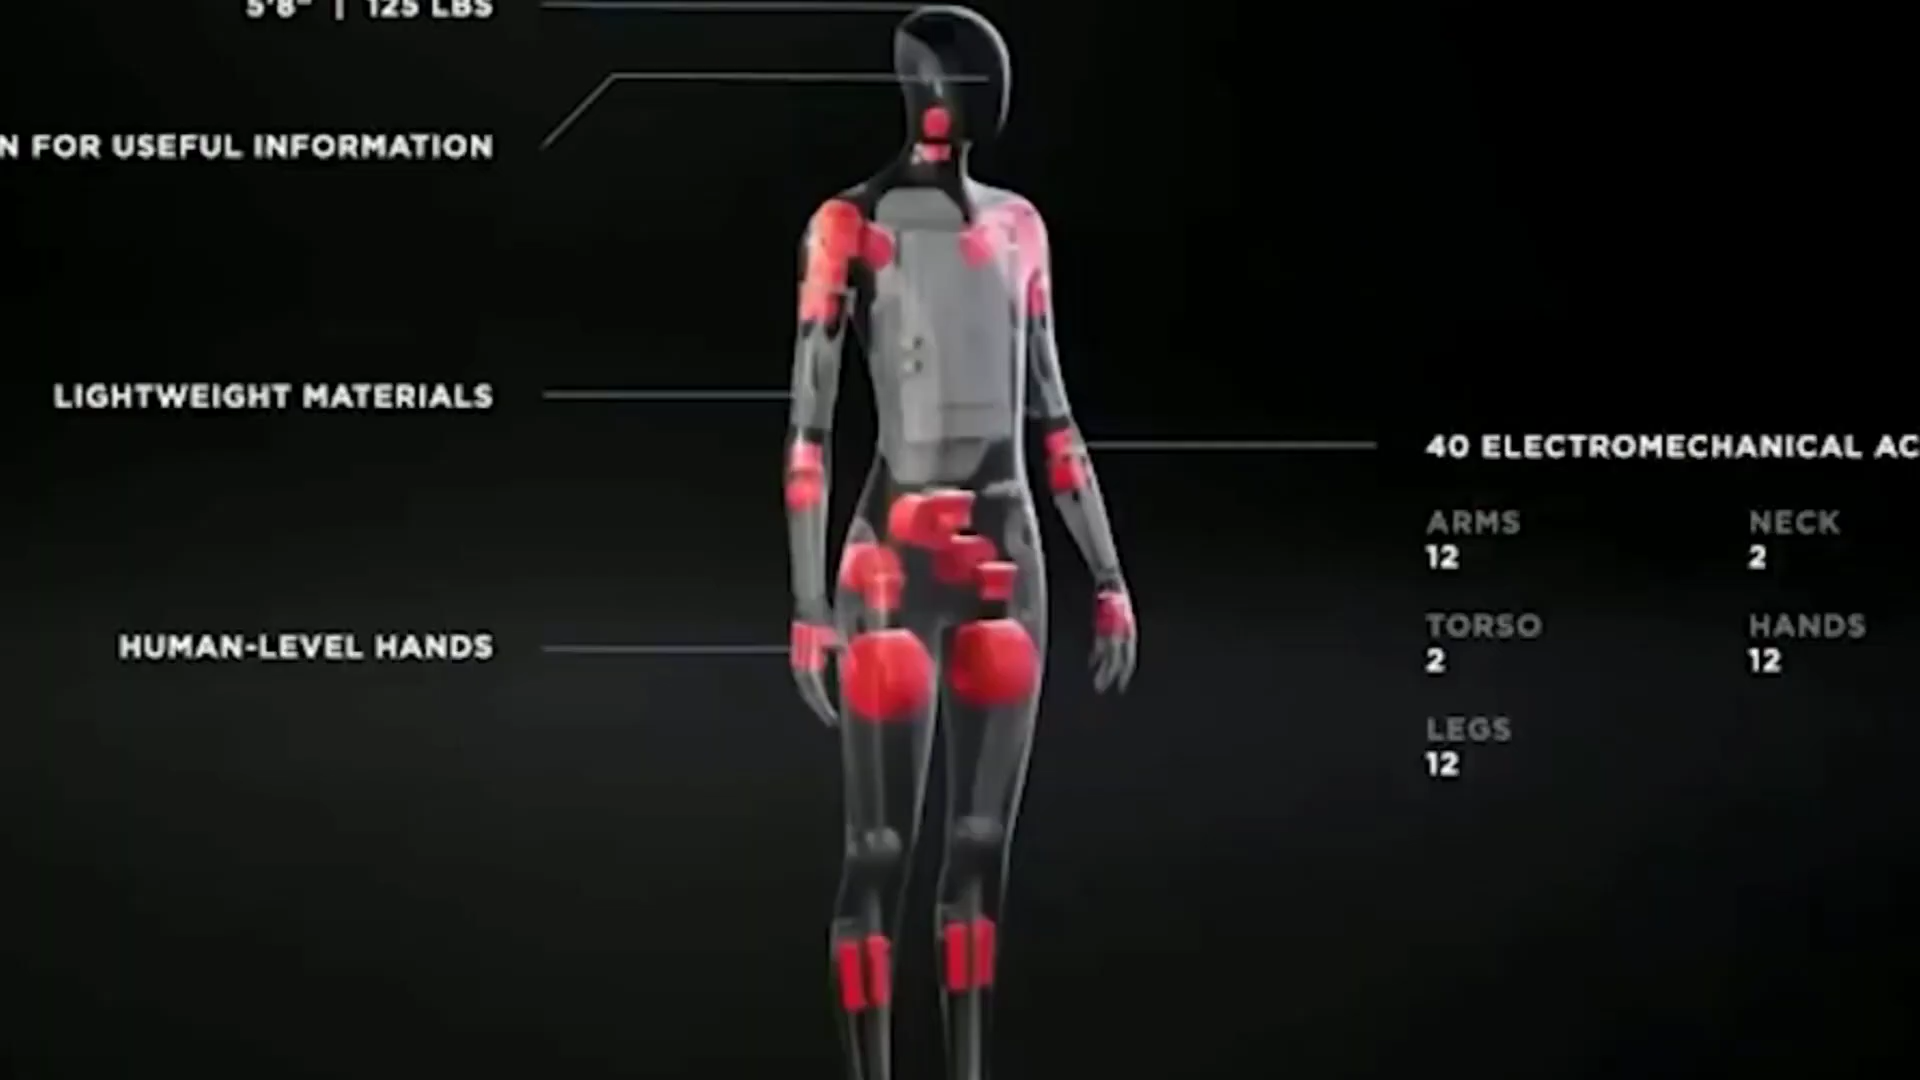 5'8" | 125 LBS
N FOR USEFUL INFORMATION
LIGHTWEIGHT MATERIALS
HUMAN-LEVEL HANDS
40 ELECTROMECHANICAL AC
ARMS
12
NECK
2
TORSO
2
HANDS
12
LEGS
12